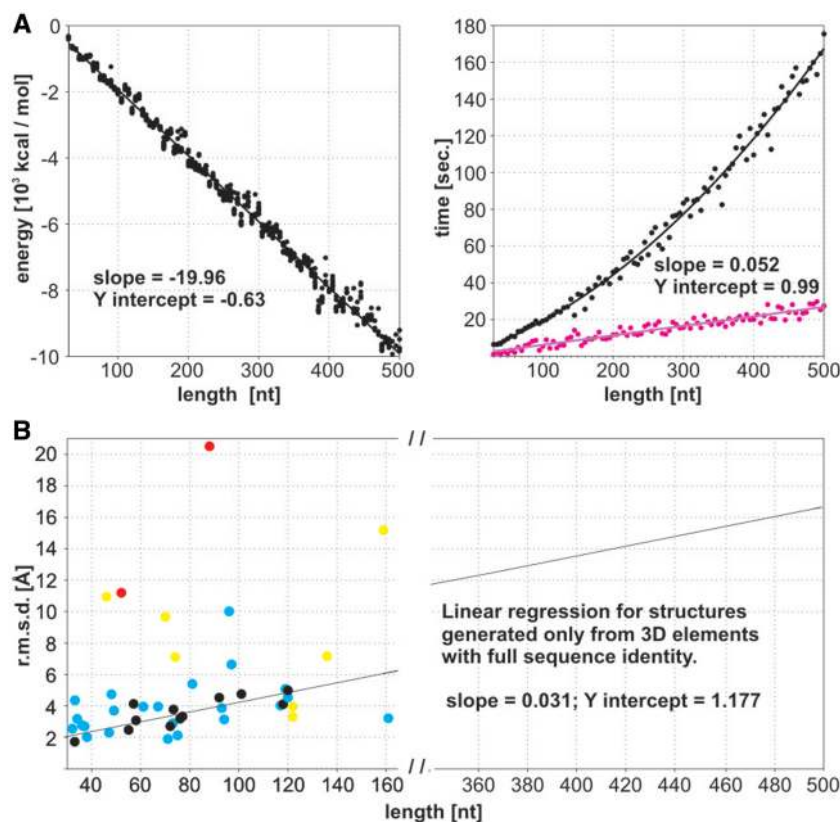 A
energy [10³ kcal / mol]
0
-2
-4
-6
-8
-10
slope = -19.96
Y intercept = -0.63
100 200 300 400 500
length [nt]
time [sec.]
180
160
140
120
100
80
60
40
20
slope = 0.052
Y intercept = 0.99
100 200 300 400 500
length [nt]
B
r.m.s.d. [Å]
20
18
16
14
12
10
8
6
4
2
//
//
Linear regression for structures
generated only from 3D elements
with full sequence identity.
slope = 0.031; Y intercept = 1.177
40 60 80 100 120 140 160 360 380 400 420 440 460 480 500
length [nt]